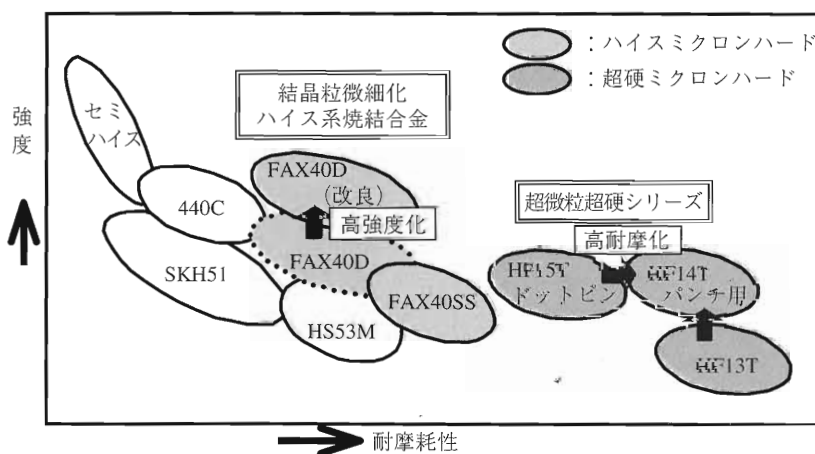 :ハイスミクロンハード
:超硬ミクロンハード
強度
セミ
ハイス
結晶粒微細化
ハイス系焼結合金
FAX40D
(改良)
440C
高強度化
超微粒超硬シリーズ
高耐摩化
SKH51
FAX40D
HF15T
ドットピン
HF14T
パンチ用
FAX40SS
HS53M
HF13T
耐摩耗性